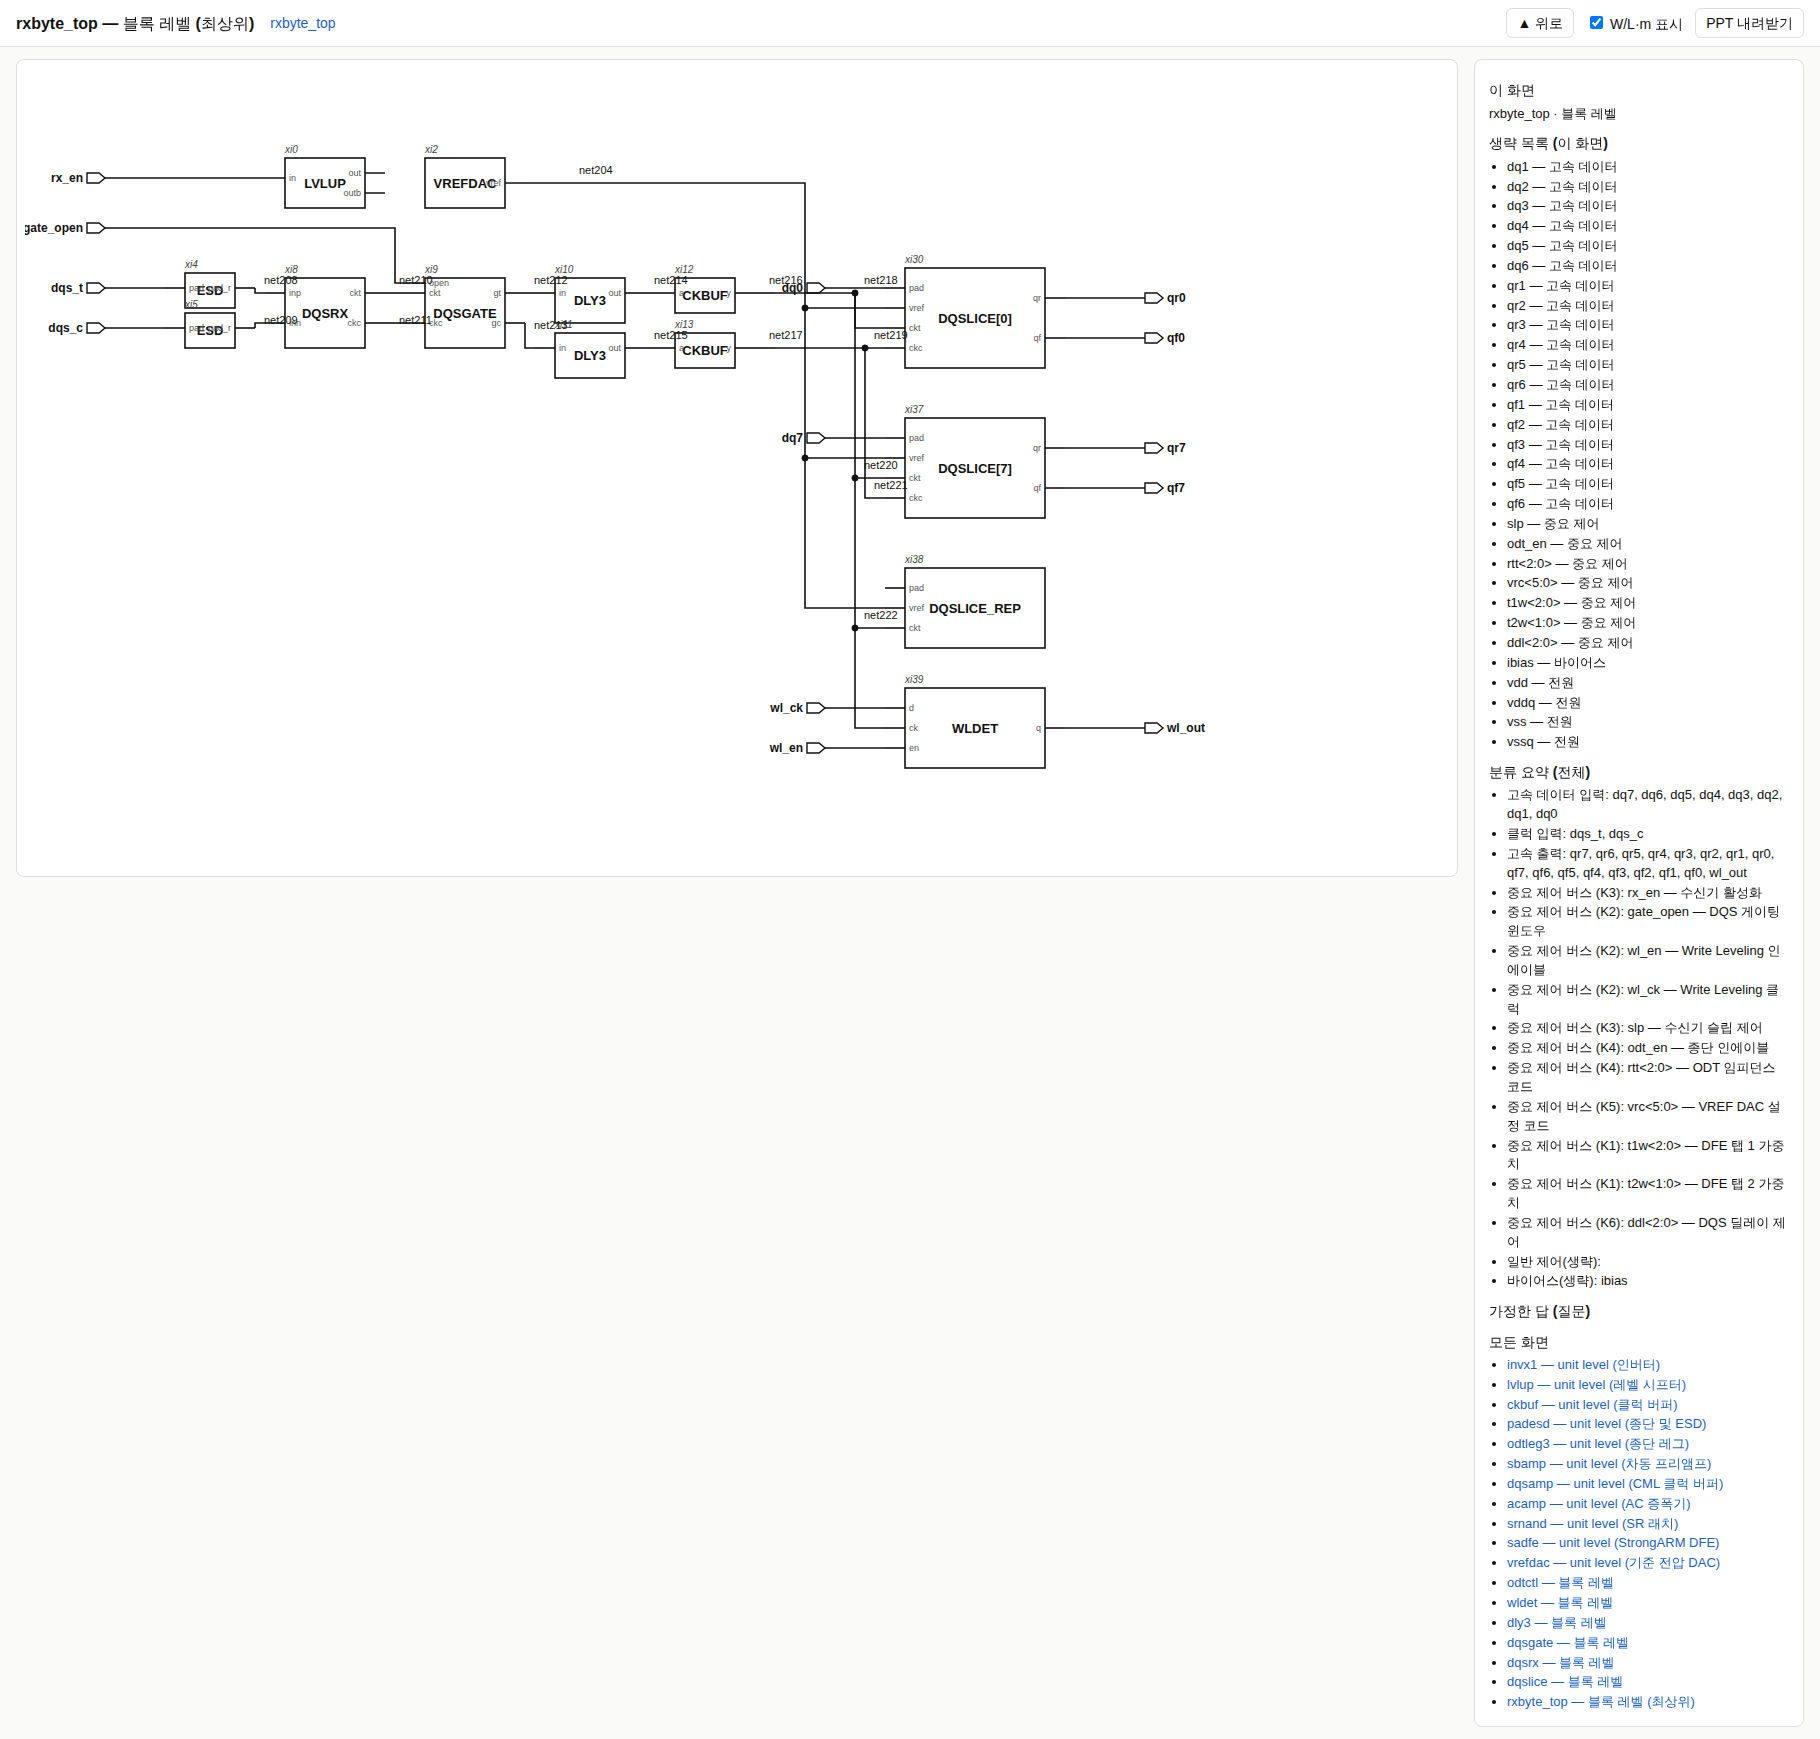 rxbyte_top — 블록 레벨 (최상위) rxbyte_top ▲ 위로 W/L·m 표시 PPT 내려받기
xi0 xi2
rx_en in LVLUP out outb VREFDAC vref net204
gate_open
xi4 xi8 xi9 xi10 xi12 xi30
dqs_t pad ESD pad_r net208 inp ckt net210 open ckt gt net212 in DLY3 out net214 a CKBUF y net216 dq0 net218 pad
vref DQSLICE[0] qr qr0
ckt
xi5 DQSRX DQSGATE xi11 xi13
dqs_c pad ESD pad_r net209 inn ckc net211 ckc gc net213 in DLY3 out net215 a CKBUF y net217 net219 ckc qf qf0
xi37
dq7 pad
vref DQSLICE[7] qr qr7
net220 ckt
net221 ckc qf qf7
xi38
pad
vref DQSLICE_REP
net222 ckt
xi39
wl_ck d
ck WLDET q wl_out
wl_en en
이 화면
rxbyte_top · 블록 레벨
생략 목록 (이 화면)
dq1 — 고속 데이터
dq2 — 고속 데이터
dq3 — 고속 데이터
dq4 — 고속 데이터
dq5 — 고속 데이터
dq6 — 고속 데이터
qr1 — 고속 데이터
qr2 — 고속 데이터
qr3 — 고속 데이터
qr4 — 고속 데이터
qr5 — 고속 데이터
qr6 — 고속 데이터
qf1 — 고속 데이터
qf2 — 고속 데이터
qf3 — 고속 데이터
qf4 — 고속 데이터
qf5 — 고속 데이터
qf6 — 고속 데이터
slp — 중요 제어
odt_en — 중요 제어
rtt<2:0> — 중요 제어
vrc<5:0> — 중요 제어
t1w<2:0> — 중요 제어
t2w<1:0> — 중요 제어
ddl<2:0> — 중요 제어
ibias — 바이어스
vdd — 전원
vddq — 전원
vss — 전원
vssq — 전원
분류 요약 (전체)
고속 데이터 입력: dq7, dq6, dq5, dq4, dq3, dq2,
dq1, dq0
클럭 입력: dqs_t, dqs_c
고속 출력: qr7, qr6, qr5, qr4, qr3, qr2, qr1, qr0,
qf7, qf6, qf5, qf4, qf3, qf2, qf1, qf0, wl_out
중요 제어 버스 (K3): rx_en — 수신기 활성화
중요 제어 버스 (K2): gate_open — DQS 게이팅
윈도우
중요 제어 버스 (K2): wl_en — Write Leveling 인
에이블
중요 제어 버스 (K2): wl_ck — Write Leveling 클
럭
중요 제어 버스 (K3): slp — 수신기 슬립 제어
중요 제어 버스 (K4): odt_en — 종단 인에이블
중요 제어 버스 (K4): rtt<2:0> — ODT 임피던스
코드
중요 제어 버스 (K5): vrc<5:0> — VREF DAC 설
정 코드
중요 제어 버스 (K1): t1w<2:0> — DFE 탭 1 가중
치
중요 제어 버스 (K1): t2w<1:0> — DFE 탭 2 가중
치
중요 제어 버스 (K6): ddl<2:0> — DQS 딜레이 제
어
일반 제어(생략):
바이어스(생략): ibias
가정한 답 (질문)
모든 화면
invx1 — unit level (인버터)
lvlup — unit level (레벨 시프터)
ckbuf — unit level (클럭 버퍼)
padesd — unit level (종단 및 ESD)
odtleg3 — unit level (종단 레그)
sbamp — unit level (차동 프리앰프)
dqsamp — unit level (CML 클럭 버퍼)
acamp — unit level (AC 증폭기)
srnand — unit level (SR 래치)
sadfe — unit level (StrongARM DFE)
vrefdac — unit level (기준 전압 DAC)
odtctl — 블록 레벨
wldet — 블록 레벨
dly3 — 블록 레벨
dqsgate — 블록 레벨
dqsrx — 블록 레벨
dqslice — 블록 레벨
rxbyte_top — 블록 레벨 (최상위)